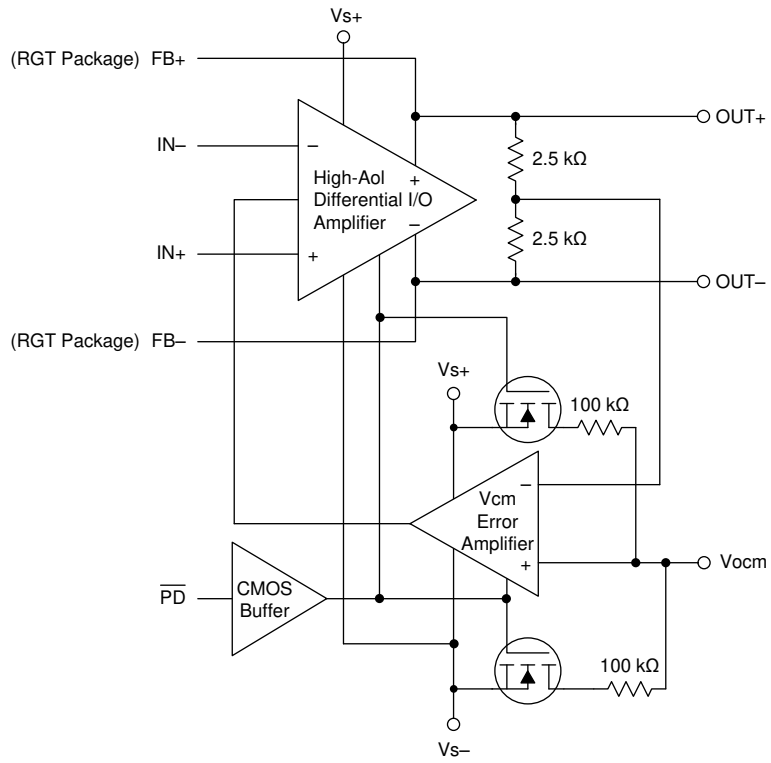 Vs+
(RGT Package) FB+
OUT+
IN–
–
2.5 kΩ
High-Aol
Differential I/O
Amplifier
+
–
2.5 kΩ
IN+
+
OUT–
(RGT Package) FB–
Vs+
100 kΩ
–
Vcm
Error
Amplifier
+
Vocm
PD
CMOS
Buffer
100 kΩ
Vs–